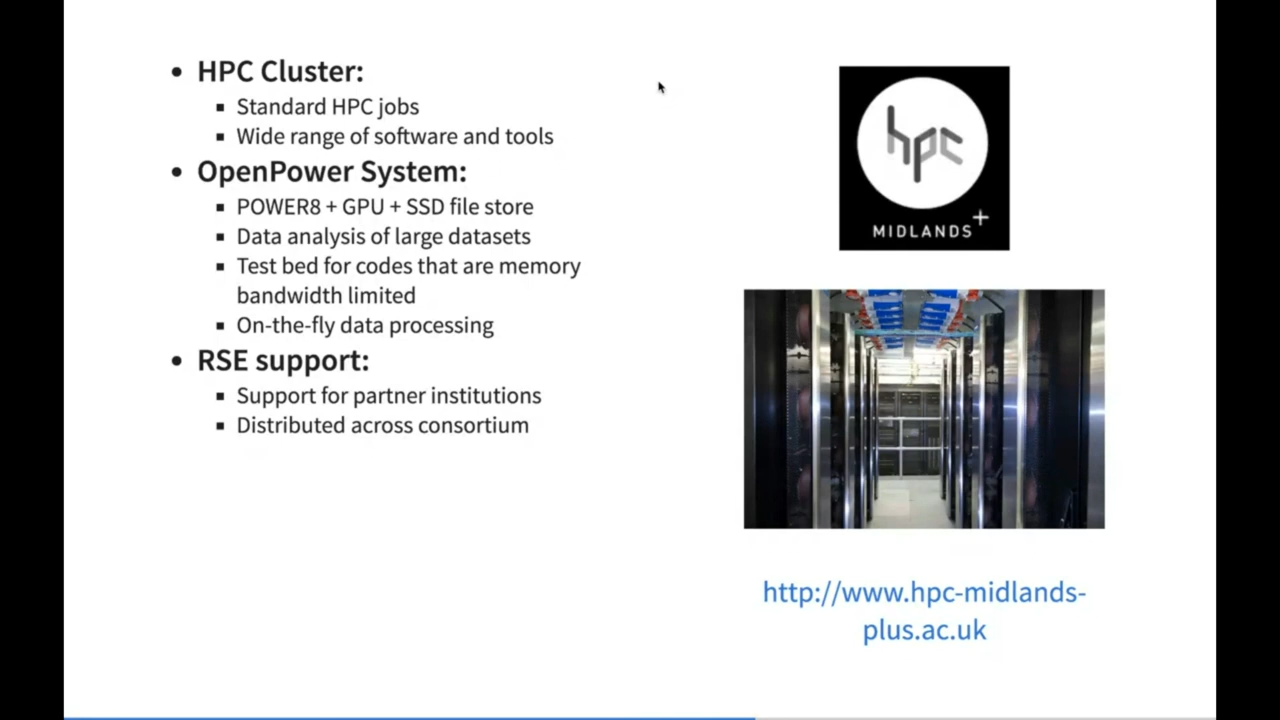 HPC Cluster:
Standard HPC jobs
Wide range of software and tools
OpenPower System:
POWER8 + GPU + SSD file store
Data analysis of large datasets
Test bed for codes that are memory
bandwidth limited
On-the-fly data processing
RSE support:
Support for partner institutions
Distributed across consortium
hpc
MIDLANDS+
http://www.hpc-midlands-
plus.ac.uk